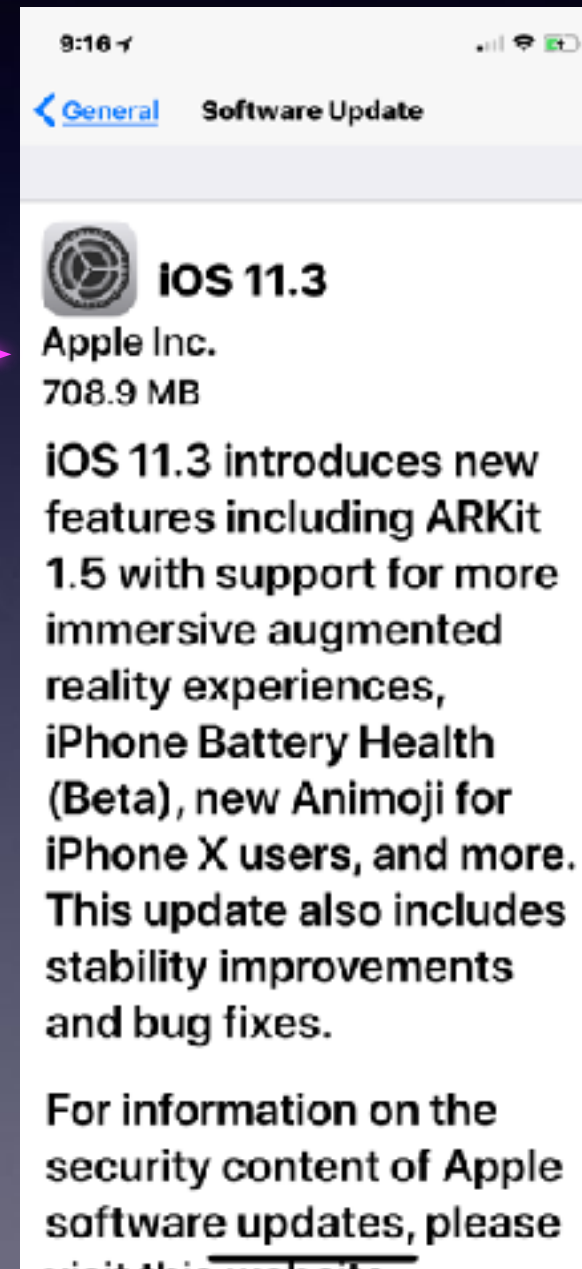 9:16
General Software Update
iOS 11.3
Apple Inc.
708.9 MB
iOS 11.3 introduces new
features including ARKit
1.5 with support for more
immersive augmented
reality experiences,
iPhone Battery Health
(Beta), new Animoji for
iPhone X users, and more.
This update also includes
stability improvements
and bug fixes.
For information on the
security content of Apple
software updates, please
visit this website: